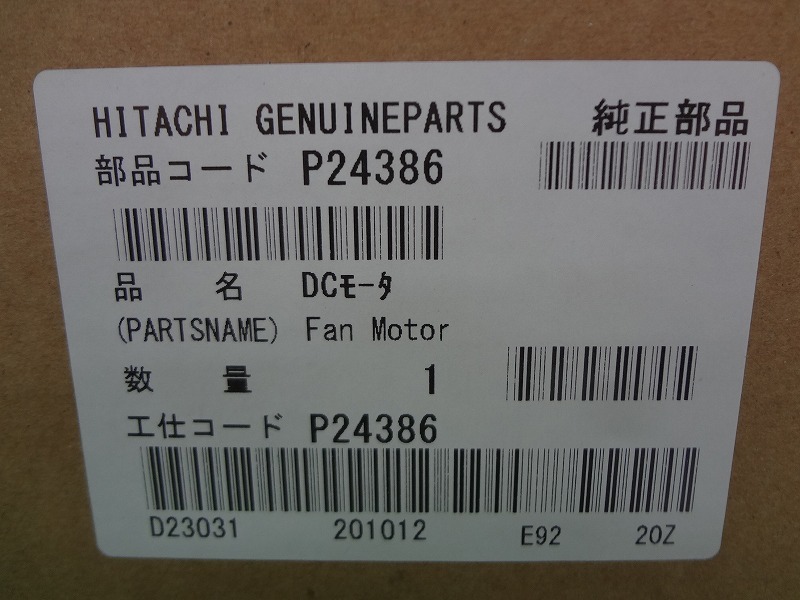 HITACHI GENUINEPARTS 純正部品
部品コード P24386
品 名 DCモータ
(PARTSNAME) Fan Motor
数 量 1
工仕コード P24386
D23031 201012 E92 20Z